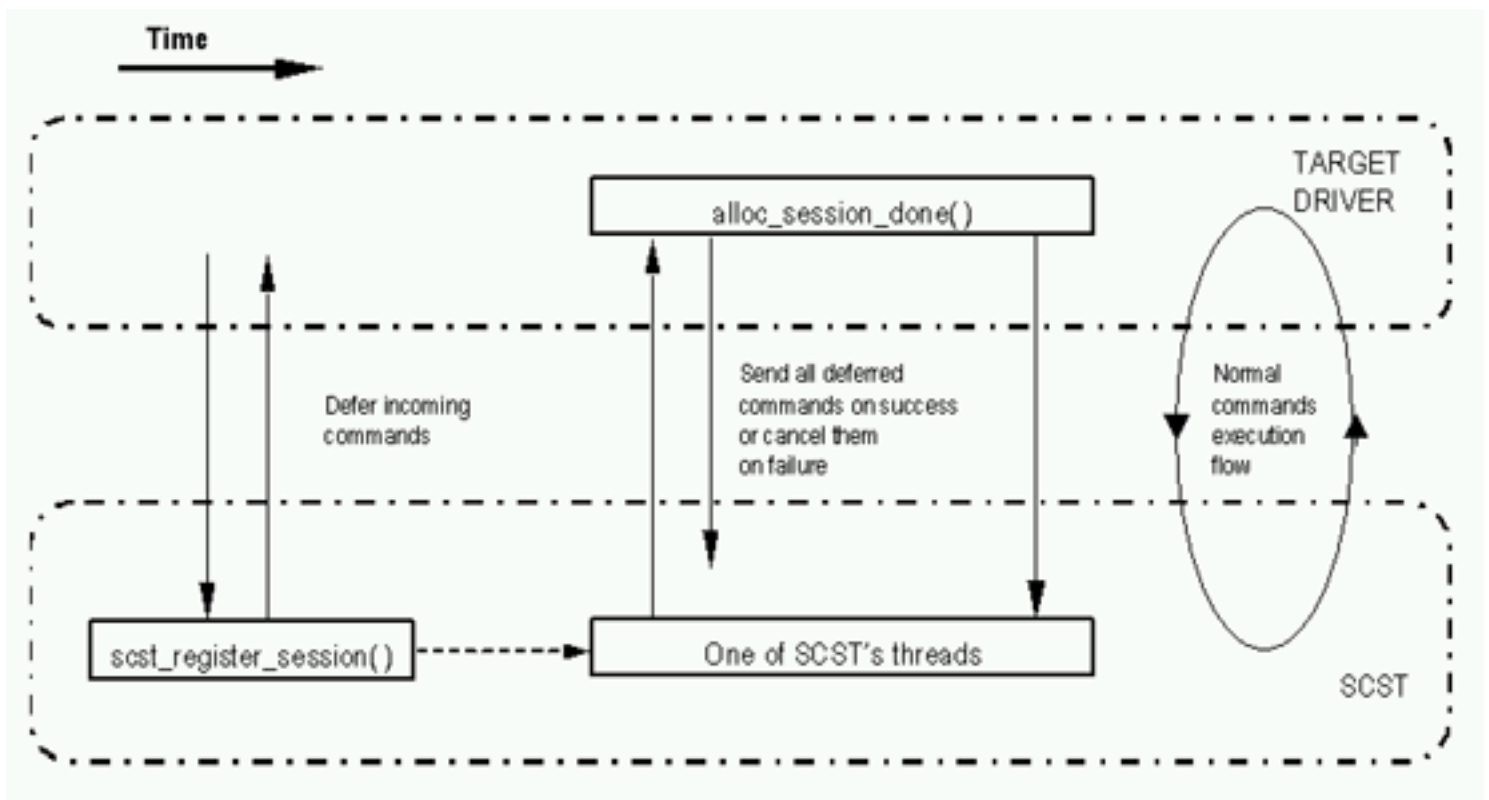 Time
TARGET
DRIVER
alloc_session_done( )
Defer incoming
commands
Send all deferred
commands on success
or cancel them
on failure
Normal
commands
execution
flow
scst_register_session( )
One of SCST's threads
SCST